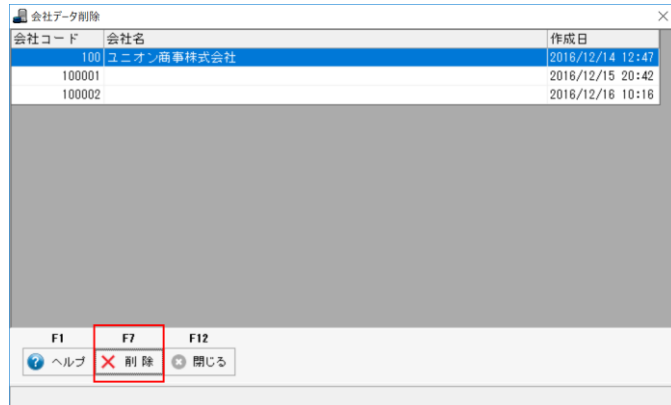 会社データ削除
会社コード 会社名 作成日
100 ユニオン商事株式会社 2016/12/14 12:47
100001 2016/12/15 20:42
100002 2016/12/16 10:16
F1 F7 F12
ヘルプ 削除 閉じる